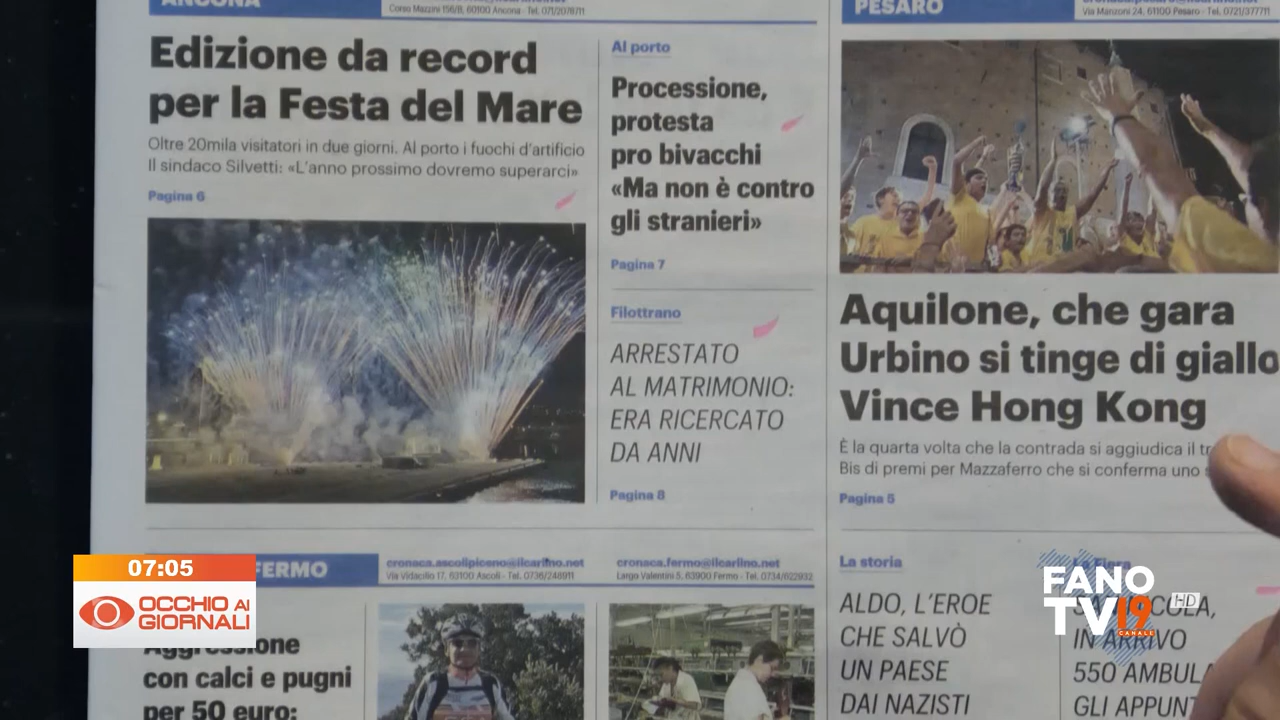 ANCONA
Corso Mazzini 156/B, 60100 Ancona - Tel. 071/2078711
Edizione da record
per la Festa del Mare
Oltre 20mila visitatori in due giorni. Al porto i fuochi d'artificio
Il sindaco Silvetti: «L'anno prossimo dovremo superarci»
Pagina 6
Al porto
Processione,
protesta
pro bivacchi
«Ma non è contro
gli stranieri»
Pagina 7
Filottrano
ARRESTATO
AL MATRIMONIO:
ERA RICERCATO
DA ANNI
Pagina 8
PESARO
Via Manzoni 24, 61100 Pesaro - Tel. 0721/377711
Aquilone, che gara
Urbino si tinge di giallo
Vince Hong Kong
È la quarta volta che la contrada si aggiudica il
Bis di premi per Mazzaferro che si conferma uno
Pagina 5
FERMO
cronaca.ascolipiceno@ilcarlino.net
Via Vidacilio 17, 63100 Ascoli - Tel. 0736/246911
cronaca.fermo@ilcarlino.net
Largo Valentini 5, 63900 Fermo - Tel. 0734/622932
Aggressione
con calci e pugni
per 50 euro:
La storia
ALDO, L'EROE
CHE SALVÒ
UN PAESE
DAI NAZISTI
La Fiera
IN ARRIVO
550 AMBULA
GLI APPUNT
07:05
OCCHIO AI
GIORNALI
FANO
TV 19
CANALE
HD